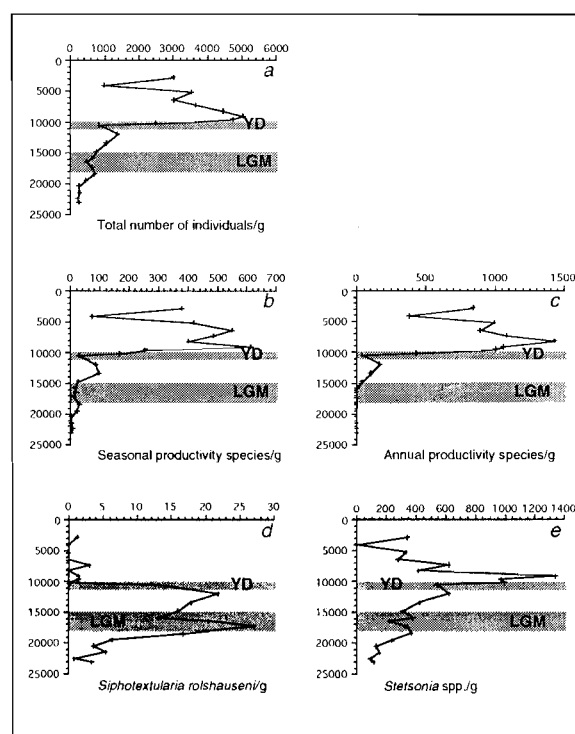 0 1000 2000 3000 4000 5000 6000
a
0
5000
10000
15000
20000
25000
YD
LGM
Total number of individuals/g
0 100 200 300 400 500 600 700
b
0
5000
10000
15000
20000
25000
YD
LGM
Seasonal productivity species/g
0 500 1000 1500
c
0
5000
10000
15000
20000
25000
YD
LGM
Annual productivity species/g
0 5 10 15 20 25 30
d
0
5000
10000
15000
20000
25000
YD
LGM
Siphotextularia rolshauseni/g
0 200 400 600 800 1000 1200 1400
e
0
5000
10000
15000
20000
25000
YD
LGM
Stetsonia spp./g